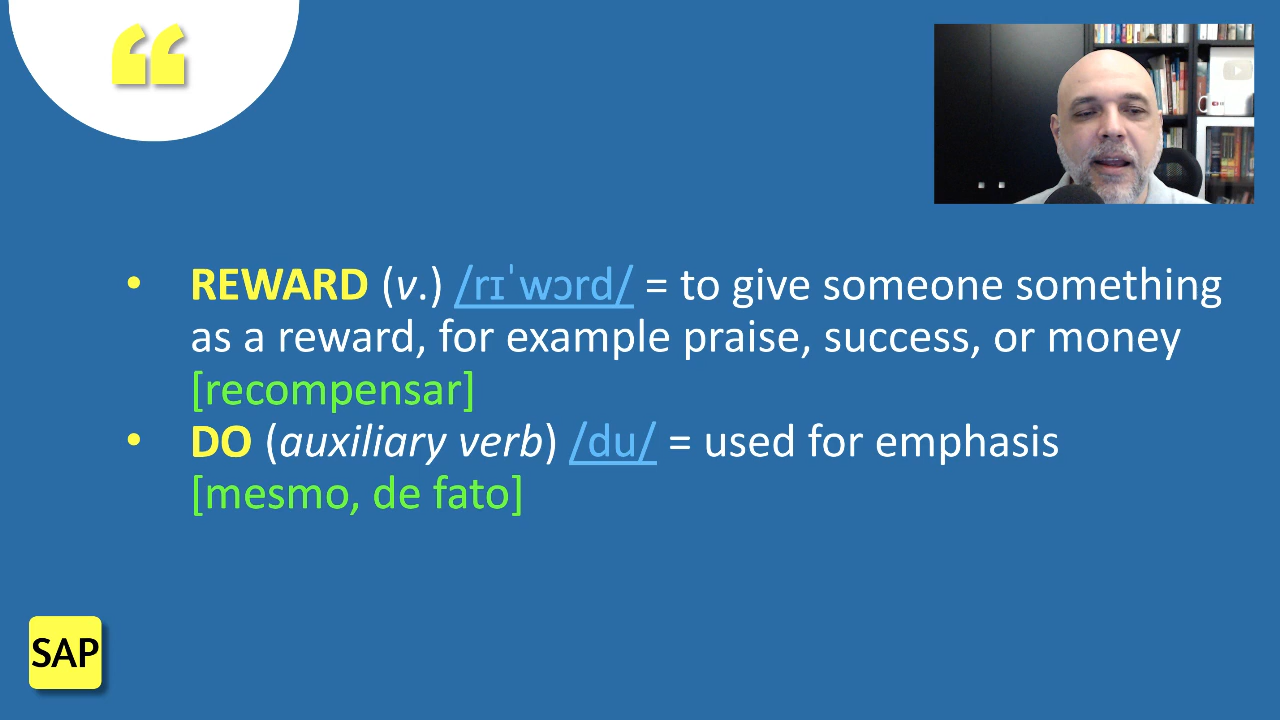 “
• REWARD (v.) /rɪˈwɔrd/ = to give someone something
as a reward, for example praise, success, or money
[recompensar]
• DO (auxiliary verb) /du/ = used for emphasis
[mesmo, de fato]
SAP